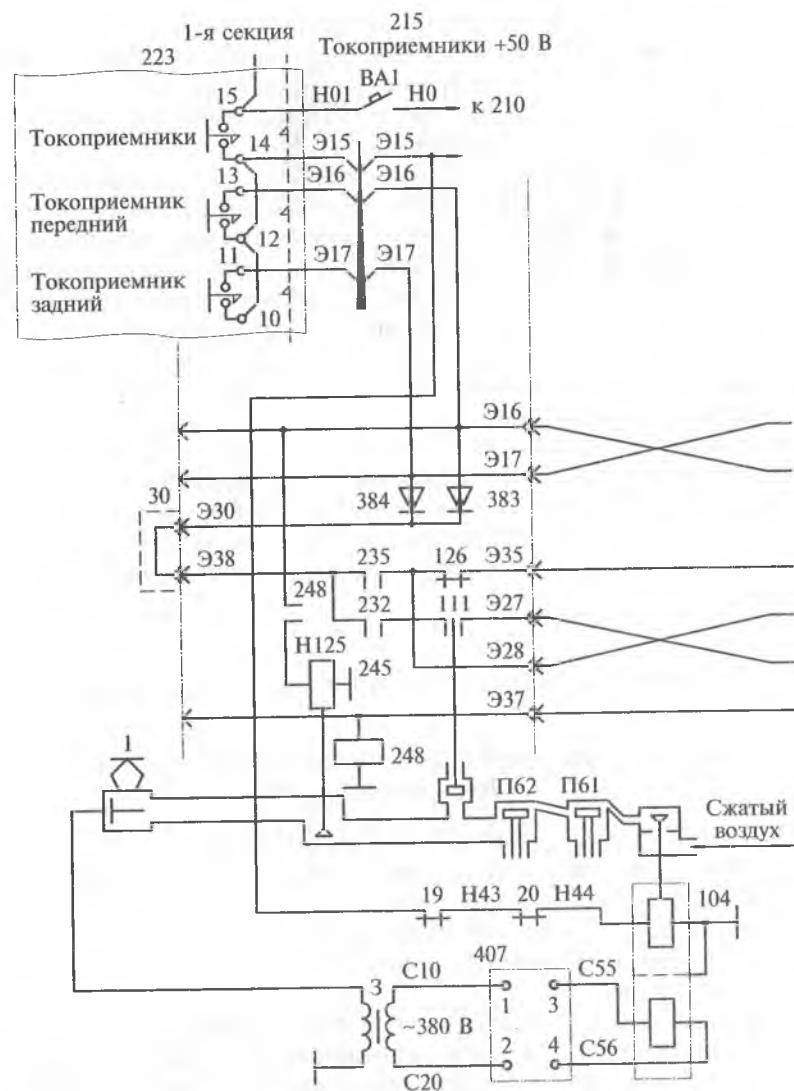 1-я секция
215
Токоприемники +50 В
223
ВА1
15
Н01
Н0
к 210
Токоприемники
14
Э15
Э15
13
Э16
Э16
Токоприемник
передний
12
11
Э17
Э17
Токоприемник
задний
10
Э16
Э17
384
383
30
Э30
Э38
235
126
Э35
248
232
111
Э27
Н125
245
Э28
Э37
1
248
П62
П61
Сжатый
воздух
19
Н43
20
Н44
104
407
3
С10
С55
1
3
~380 В
2
4
С56
С20